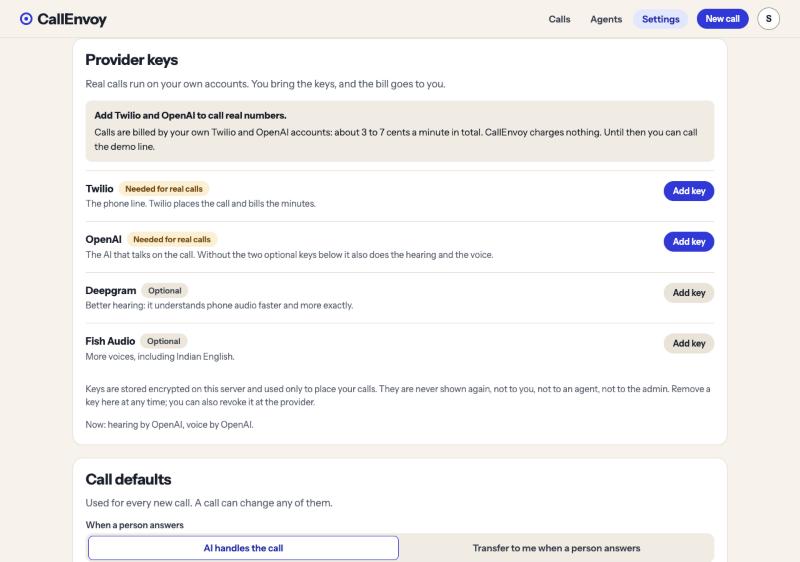 CallEnvoy
Calls
Agents
Settings
New call
S
Provider keys
Real calls run on your own accounts. You bring the keys, and the bill goes to you.
Add Twilio and OpenAI to call real numbers.
Calls are billed by your own Twilio and OpenAI accounts: about 3 to 7 cents a minute in total. CallEnvoy charges nothing. Until then you can call
the demo line.
Twilio Needed for real calls
Add key
The phone line. Twilio places the call and bills the minutes.
OpenAI Needed for real calls
Add key
The AI that talks on the call. Without the two optional keys below it also does the hearing and the voice.
Deepgram Optional
Add key
Better hearing: it understands phone audio faster and more exactly.
Fish Audio Optional
Add key
More voices, including Indian English.
Keys are stored encrypted on this server and used only to place your calls. They are never shown again, not to you, not to an agent, not to the admin. Remove a
key here at any time; you can also revoke it at the provider.
Now: hearing by OpenAI, voice by OpenAI.
Call defaults
Used for every new call. A call can change any of them.
When a person answers
AI handles the call
Transfer to me when a person answers